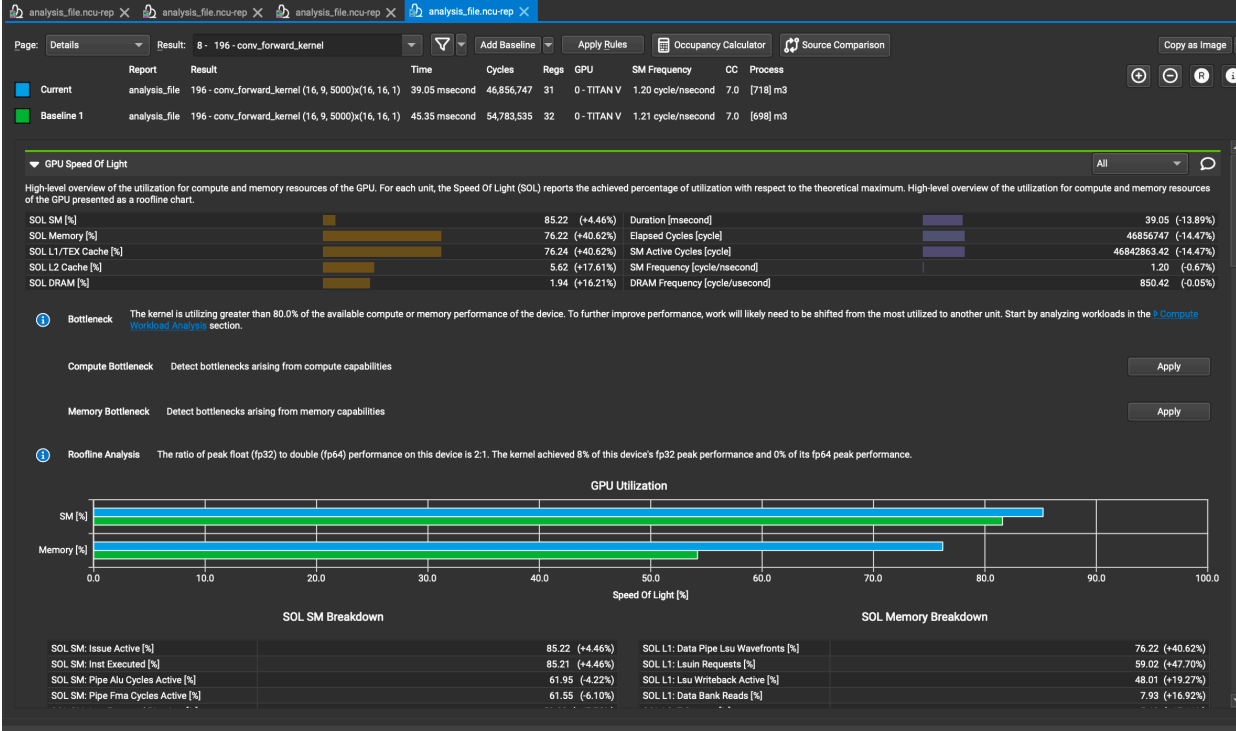 analysis_file.ncu-rep analysis_file.ncu-rep analysis_file.ncu-rep analysis_file.ncu-rep
Page: Details Result: 8 - 196 - conv_forward_kernel Add Baseline Apply Rules Occupancy Calculator Source Comparison Copy as Image
Report Result Time Cycles Regs GPU SM Frequency CC Process
Current analysis_file 196 - conv_forward_kernel (16, 9, 5000)x(16, 16, 1) 39.05 msecond 46,856,747 31 0 - TITAN V 1.20 cycle/nsecond 7.0 [718] m3
R
Baseline 1 analysis_file 196 - conv_forward_kernel (16, 9, 5000)x(16, 16, 1) 45.35 msecond 54,783,535 32 0 - TITAN V 1.21 cycle/nsecond 7.0 [698] m3
GPU Speed Of Light All
High-level overview of the utilization for compute and memory resources of the GPU. For each unit, the Speed Of Light (SOL) reports the achieved percentage of utilization with respect to the theoretical maximum. High-level overview of the utilization for compute and memory resources
of the GPU presented as a roofline chart.
SOL SM [%] 85.22 (+4.46%) Duration [msecond] 39.05 (-13.89%)
SOL Memory [%] 76.22 (+40.62%) Elapsed Cycles [cycle] 46856747 (-14.47%)
SOL L1/TEX Cache [%] 76.24 (+40.62%) SM Active Cycles [cycle] 46842863.42 (-14.47%)
SOL L2 Cache [%] 5.62 (+17.61%) SM Frequency [cycle/nsecond] 1.20 (-0.67%)
SOL DRAM [%] 1.94 (+16.21%) DRAM Frequency [cycle/usecond] 850.42 (-0.05%)
Bottleneck The kernel is utilizing greater than 80.0% of the available compute or memory performance of the device. To further improve performance, work will likely need to be shifted from the most utilized to another unit. Start by analyzing workloads in the Compute
Workload Analysis section.
Compute Bottleneck Detect bottlenecks arising from compute capabilities Apply
Memory Bottleneck Detect bottlenecks arising from memory capabilities Apply
Roofline Analysis The ratio of peak float (fp32) to double (fp64) performance on this device is 2:1. The kernel achieved 8% of this device's fp32 peak performance and 0% of its fp64 peak performance.
GPU Utilization
SM [%]
Memory [%]
0.0 10.0 20.0 30.0 40.0 50.0 60.0 70.0 80.0 90.0 100.0
Speed Of Light [%]
SOL SM Breakdown SOL Memory Breakdown
SOL SM: Issue Active [%] 85.22 (+4.46%) SOL L1: Data Pipe Lsu Wavefronts [%] 76.22 (+40.62%)
SOL SM: Inst Executed [%] 85.21 (+4.46%) SOL L1: Lsuin Requests [%] 59.02 (+47.70%)
SOL SM: Pipe Alu Cycles Active [%] 61.95 (-4.22%) SOL L1: Lsu Writeback Active [%] 48.01 (+19.27%)
SOL SM: Pipe Fma Cycles Active [%] 61.55 (-6.10%) SOL L1: Data Bank Reads [%] 7.93 (+16.92%)